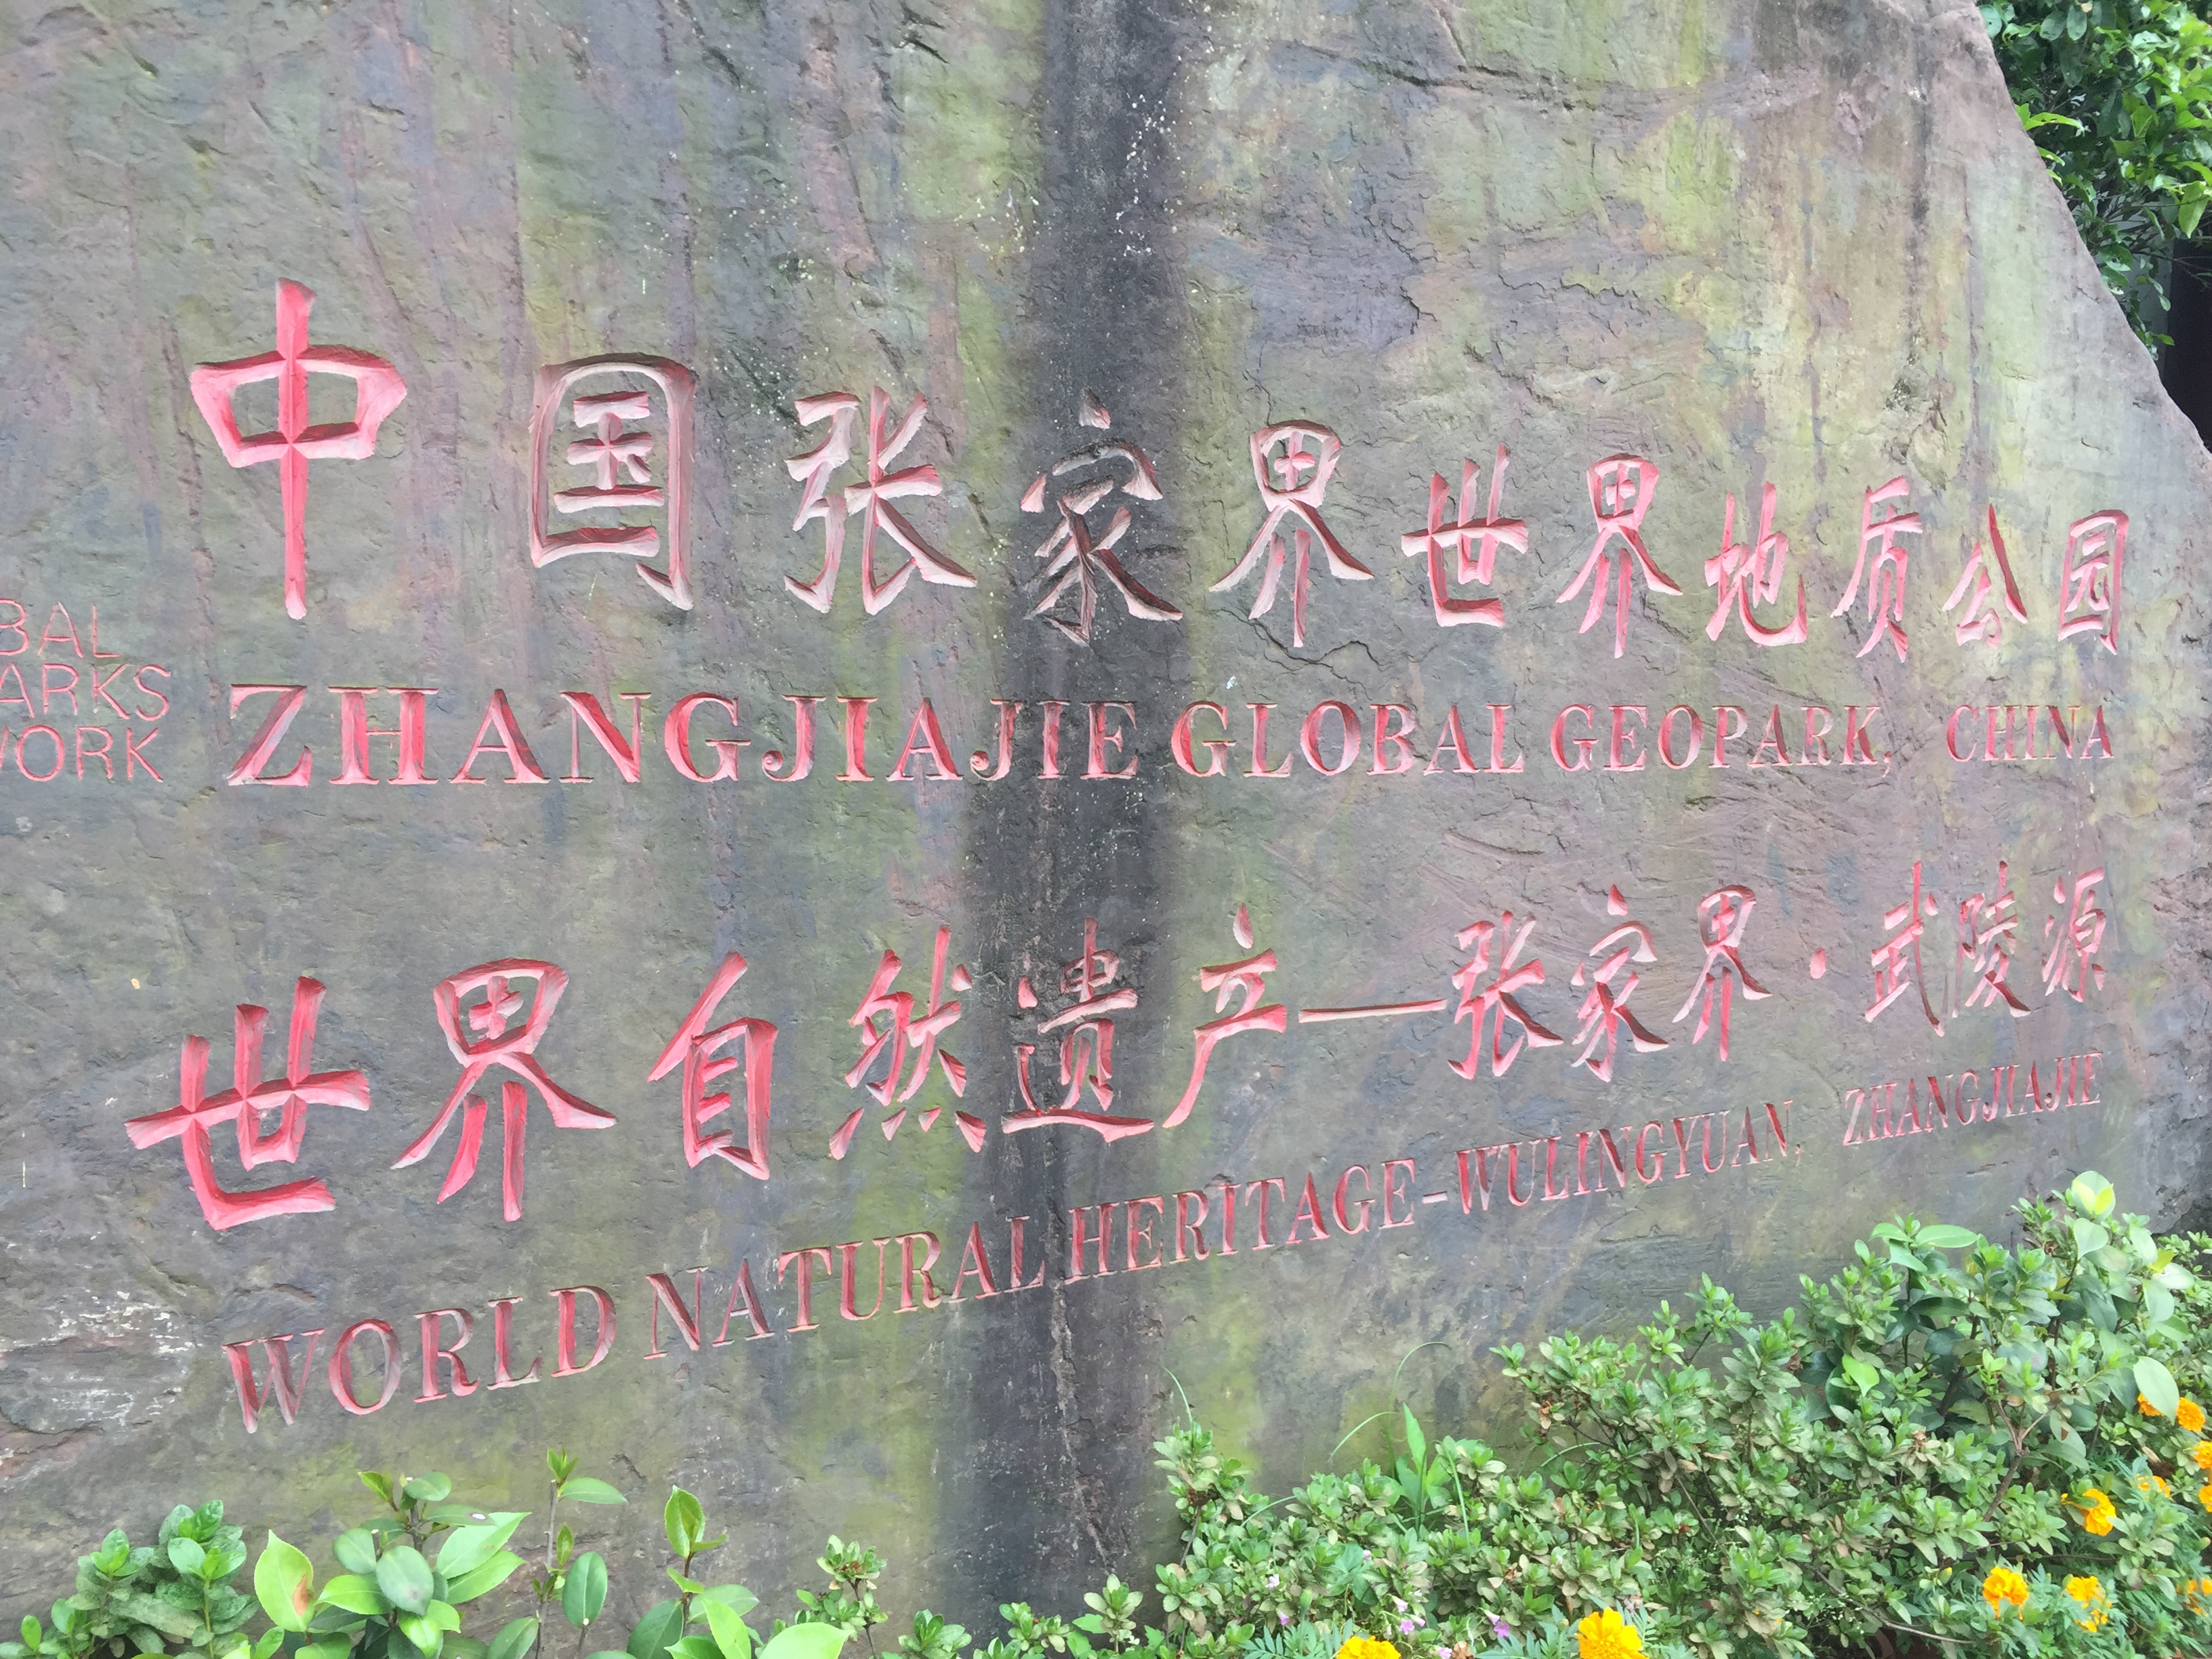 中国张家界世界地质公园
BAL
ARKS
WORK
ZHANGJIAJIE GLOBAL GEOPARK, CHINA
世界自然遗产—张家界·武陵源
WORLD NATURAL HERITAGE-WULINGYUAN, ZHANGJIAJIE